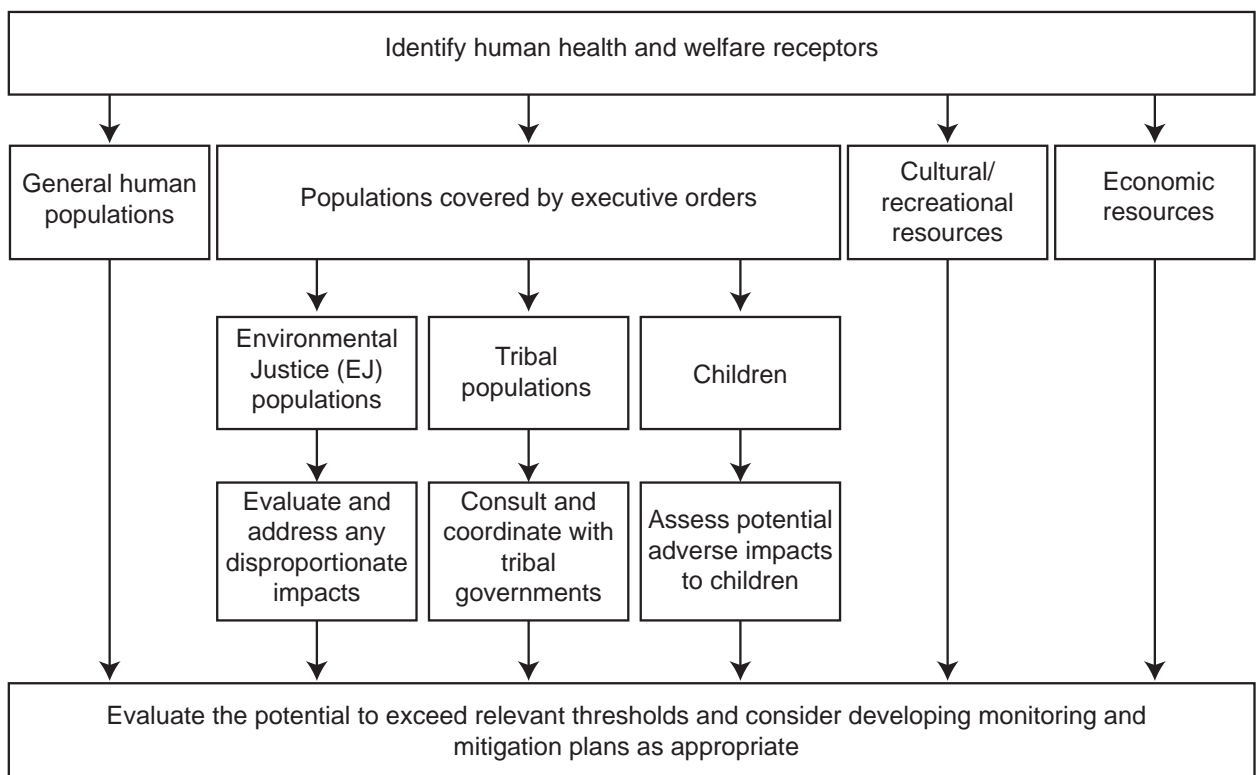 Identify human health and welfare receptors
General human
populations
Populations covered by executive orders
Cultural/
recreational
resources
Economic
resources
Environmental
Justice (EJ)
populations
Tribal
populations
Children
Evaluate and
address any
disproportionate
impacts
Consult and
coordinate with
tribal
governments
Assess potential
adverse impacts
to children
Evaluate the potential to exceed relevant thresholds and consider developing monitoring and
mitigation plans as appropriate